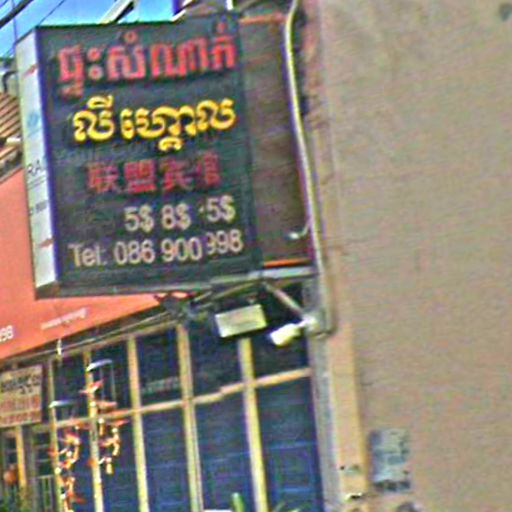 ផ្ទះសំណាក់
លីហ្គោល
联盟宾馆
5$ 8$ 15$
Tel: 086 900 998